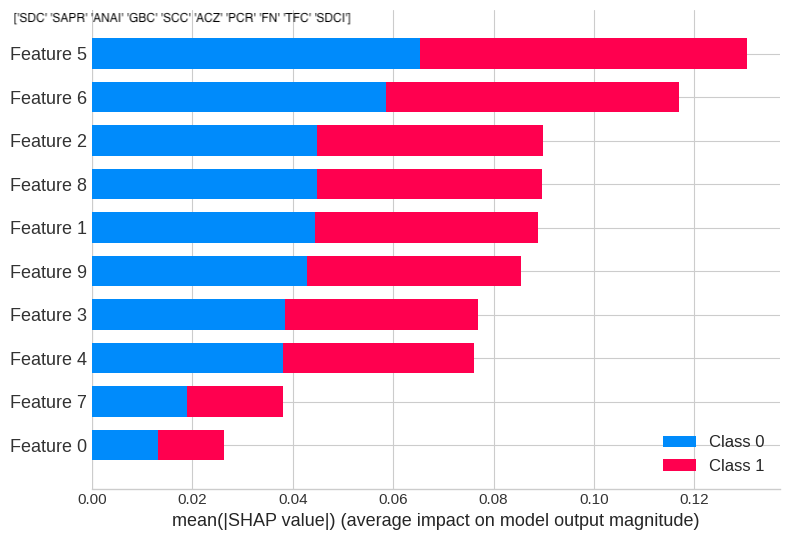 ['SDC' 'SAPR' 'ANAI' 'GBC' 'SCC' 'ACZ' 'PCR' 'FN' 'TFC' 'SDCI']
Feature 5
Feature 6
Feature 2
Feature 8
Feature 1
Feature 9
Feature 3
Feature 4
Feature 7
Feature 0
Class 0
Class 1
0.00 0.02 0.04 0.06 0.08 0.10 0.12
mean(|SHAP value|) (average impact on model output magnitude)